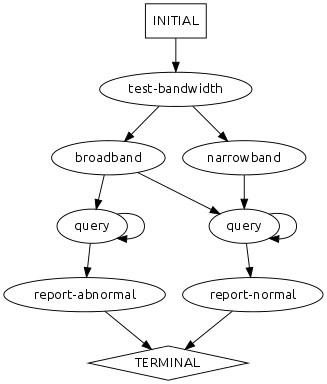 INITIAL
test-bandwidth
broadband
narrowband
query
query
report-abnormal
report-normal
TERMINAL